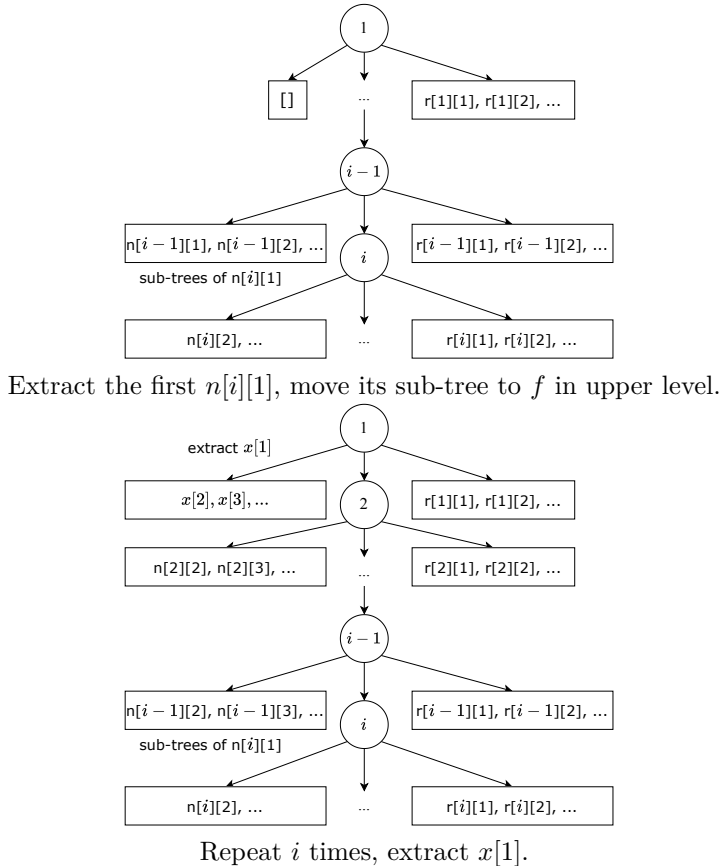 1
[]
...
r[1][1], r[1][2], ...
i − 1
n[i − 1][1], n[i − 1][2], ...
r[i − 1][1], r[i − 1][2], ...
i
sub-trees of n[i][1]
n[i][2], ...
...
r[i][1], r[i][2], ...
Extract the first n[i][1], move its sub-tree to f in upper level.
1
extract x[1]
x[2], x[3], ...
r[1][1], r[1][2], ...
2
n[2][2], n[2][3], ...
...
r[2][1], r[2][2], ...
i − 1
n[i − 1][2], n[i − 1][3], ...
r[i − 1][1], r[i − 1][2], ...
i
sub-trees of n[i][1]
n[i][2], ...
...
r[i][1], r[i][2], ...
Repeat i times, extract x[1].